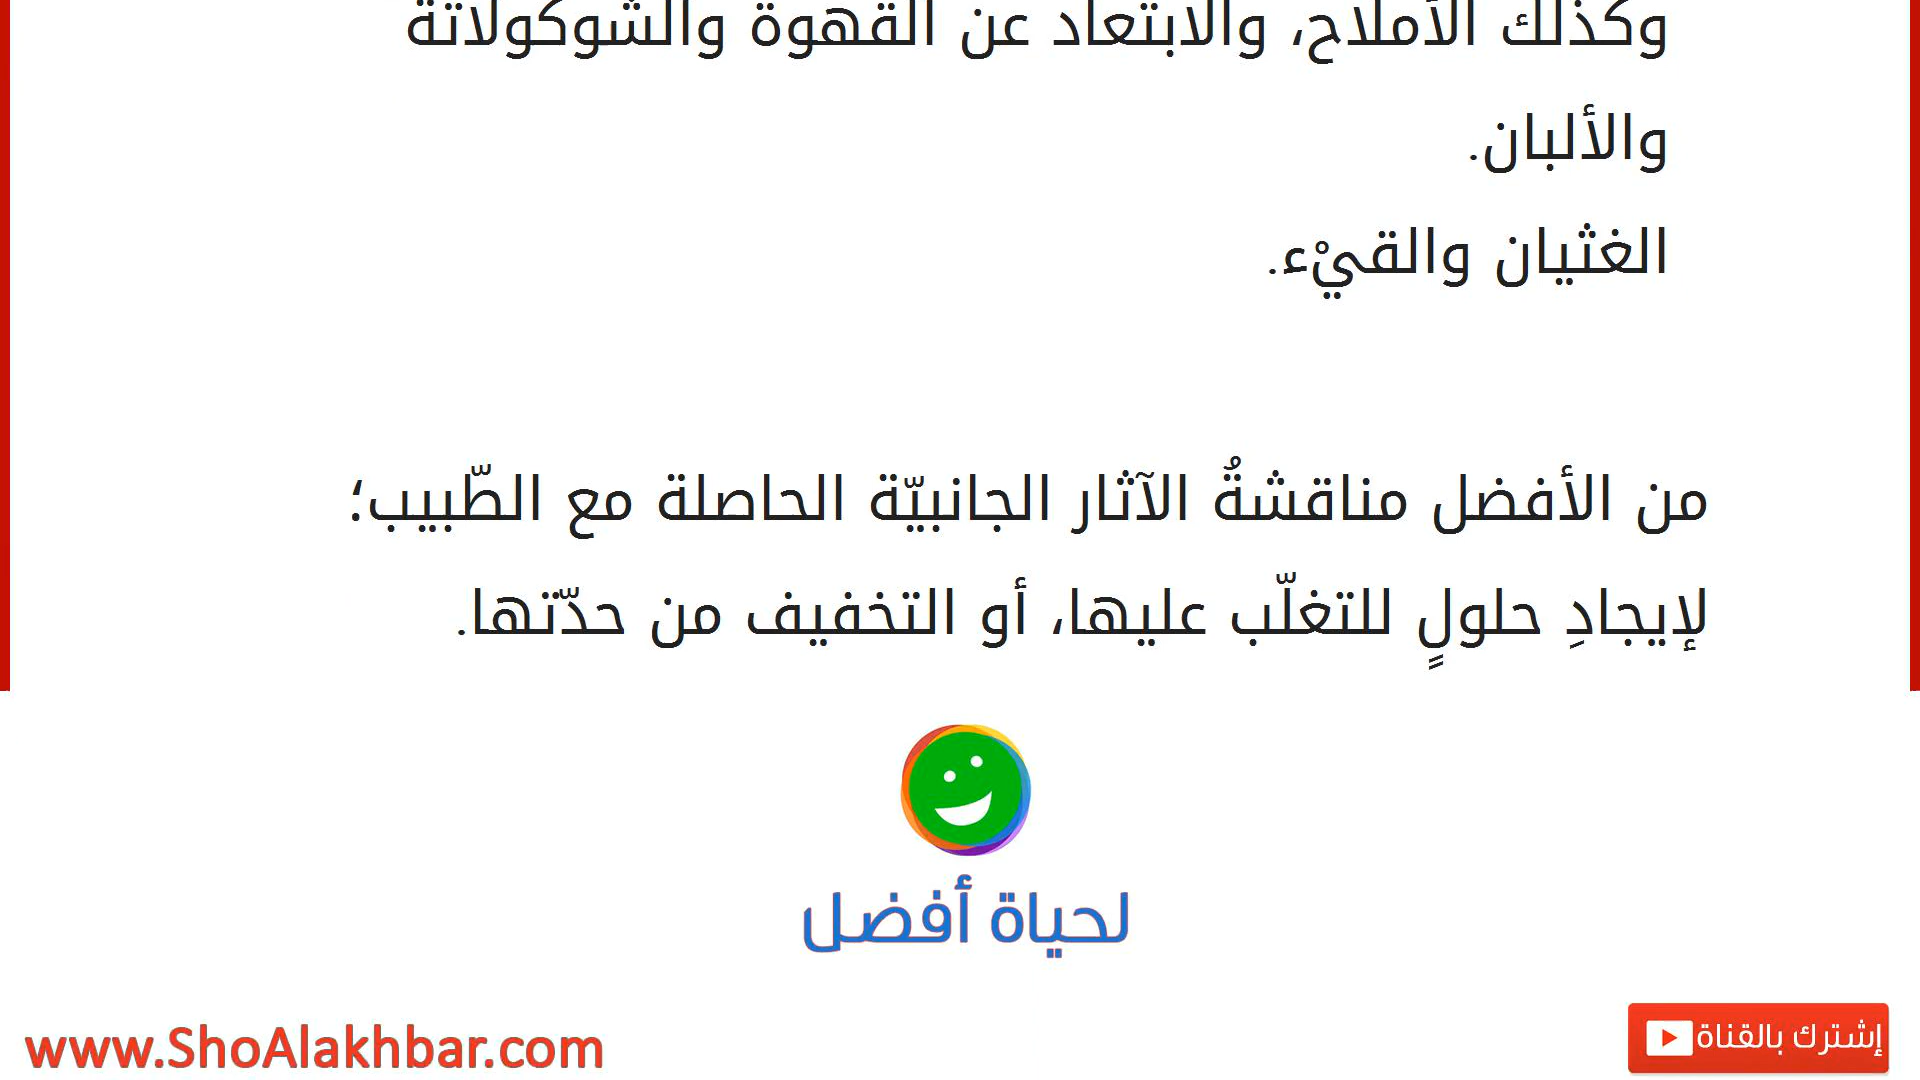 وكذلك الأملاح، والابتعاد عن القهوة والشوكولاتة
والألبان.
الغثيان والقيْء.
من الأفضل مناقشةُ الآثار الجانبيّة الحاصلة مع الطّبيب؛
لإيجادِ حلولٍ للتغلّب عليها، أو التخفيف من حدّتها.
لحياة أفضل
www.ShoAlakhbar.com
إشترك بالقناة